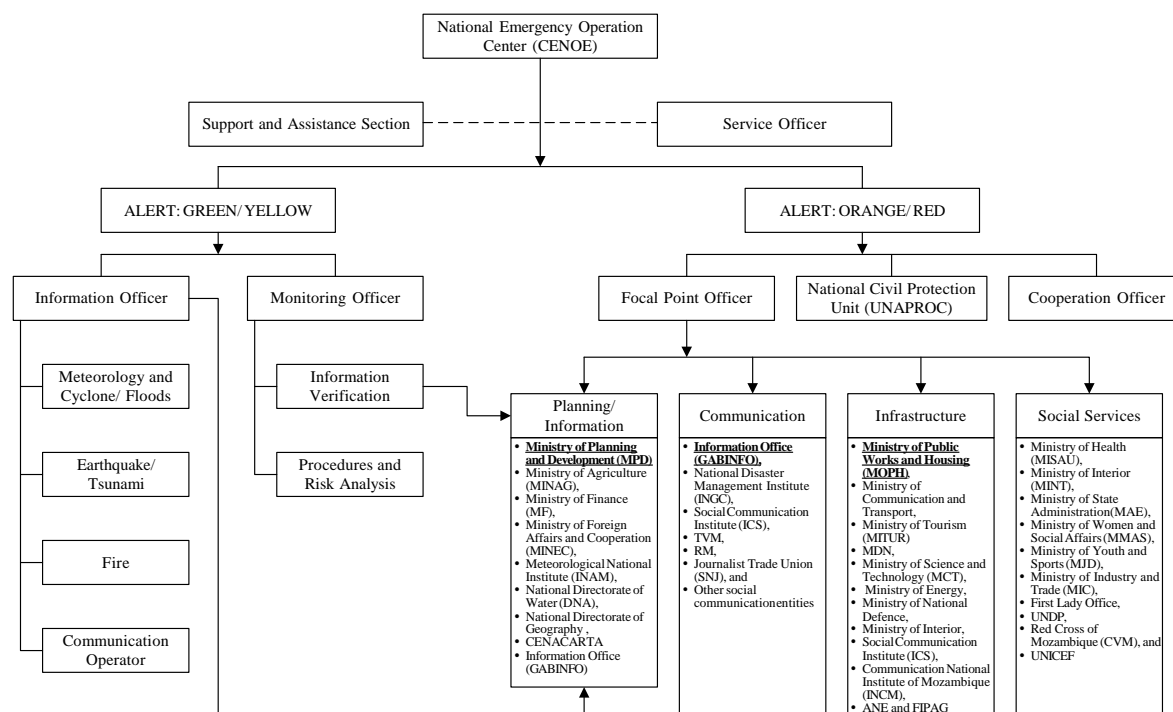 National Emergency Operation
Center (CENOE)
Support and Assistance Section
Service Officer
ALERT: GREEN/ YELLOW
ALERT: ORANGE/ RED
Information Officer
Monitoring Officer
Focal Point Officer
National Civil Protection
Unit (UNAPROC)
Cooperation Officer
Meteorology and
Cyclone/ Floods
Earthquake/
Tsunami
Fire
Communication
Operator
Information
Verification
Procedures and
Risk Analysis
Planning/
Information
• Ministry of Planning
and Development (MPD)
• Ministry of Agriculture
(MINAG),
• Ministry of Finance
(MF),
• Ministry of Foreign
Affairs and Cooperation
(MINEC),
• Meteorological National
Institute (INAM),
• National Directorate of
Water (DNA),
• National Directorate of
Geography ,
• CENACARTA
• Information Office
(GABINFO)
Communication
• Information Office
(GABINFO),
• National Disaster
Management Institute
(INGC),
• Social Communication
Institute (ICS),
• TVM,
• RM,
• Journalist Trade Union
(SNJ), and
• Other social
communication entities
Infrastructure
• Ministry of Public
Works and Housing
(MOPH),
• Ministry of
Communication and
Transport,
• Ministry of Tourism
(MITUR)
• MDN,
• Ministry of Science and
Technology (MCT),
• Ministry of Energy,
• Ministry of National
Defence,
• Ministry of Interior,
• Social Communication
Institute (ICS),
• Communication National
Institute of Mozambique
(INCM),
• ANE and FIPAG
Social Services
• Ministry of Health
(MISAU),
• Ministry of Interior
(MINT),
• Ministry of State
Administration(MAE),
• Ministry of Women and
Social Affairs (MMAS),
• Ministry of Youth and
Sports (MJD),
• Ministry of Industry and
Trade (MIC),
• First Lady Office,
• UNDP,
• Red Cross of
Mozambique (CVM), and
• UNICEF